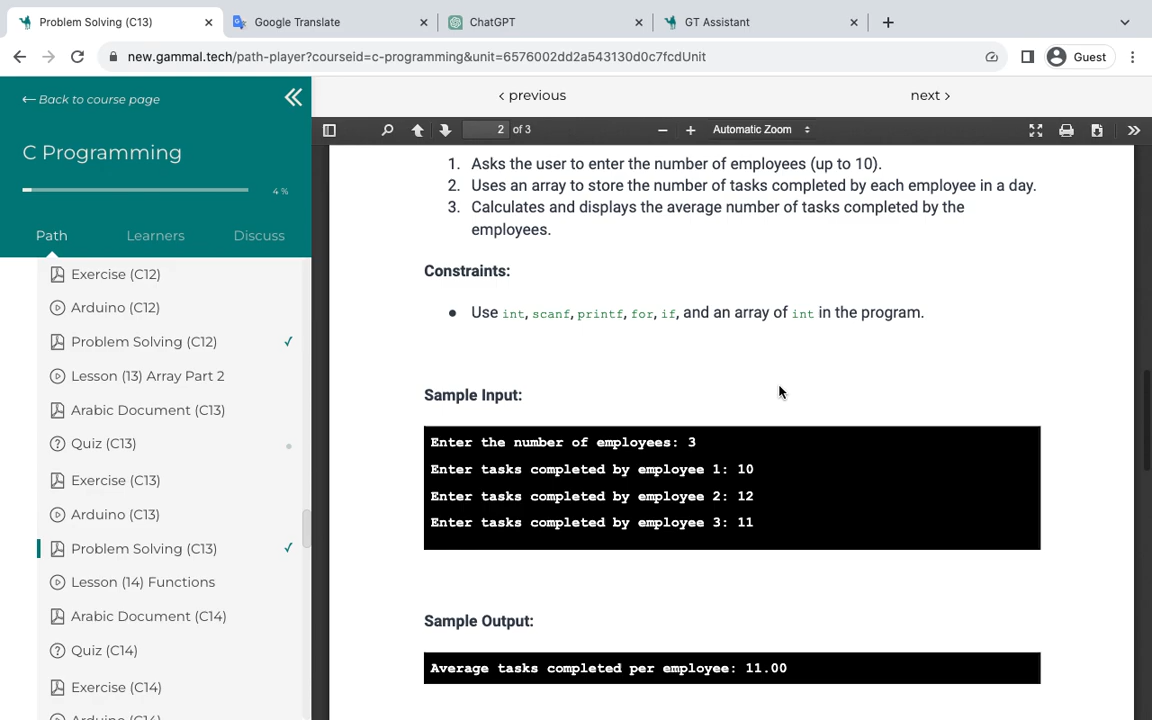 Problem Solving (C13)
Google Translate
ChatGPT
GT Assistant
new.gammal.tech/path-player?courseid=c-programming&unit=6576002dd2a543130d0c7fcdUnit
Guest
← Back to course page
C Programming
4 %
Path
Learners
Discuss
Exercise (C12)
Arduino (C12)
Problem Solving (C12)
Lesson (13) Array Part 2
Arabic Document (C13)
Quiz (C13)
Exercise (C13)
Arduino (C13)
Problem Solving (C13)
Lesson (14) Functions
Arabic Document (C14)
Quiz (C14)
Exercise (C14)
Arduino (C14)
‹ previous
next ›
2 of 3
Automatic Zoom
1. Asks the user to enter the number of employees (up to 10).
2. Uses an array to store the number of tasks completed by each employee in a day.
3. Calculates and displays the average number of tasks completed by the
employees.
Constraints:
● Use int, scanf, printf, for, if, and an array of int in the program.
Sample Input:
Enter the number of employees: 3
Enter tasks completed by employee 1: 10
Enter tasks completed by employee 2: 12
Enter tasks completed by employee 3: 11
Sample Output:
Average tasks completed per employee: 11.00